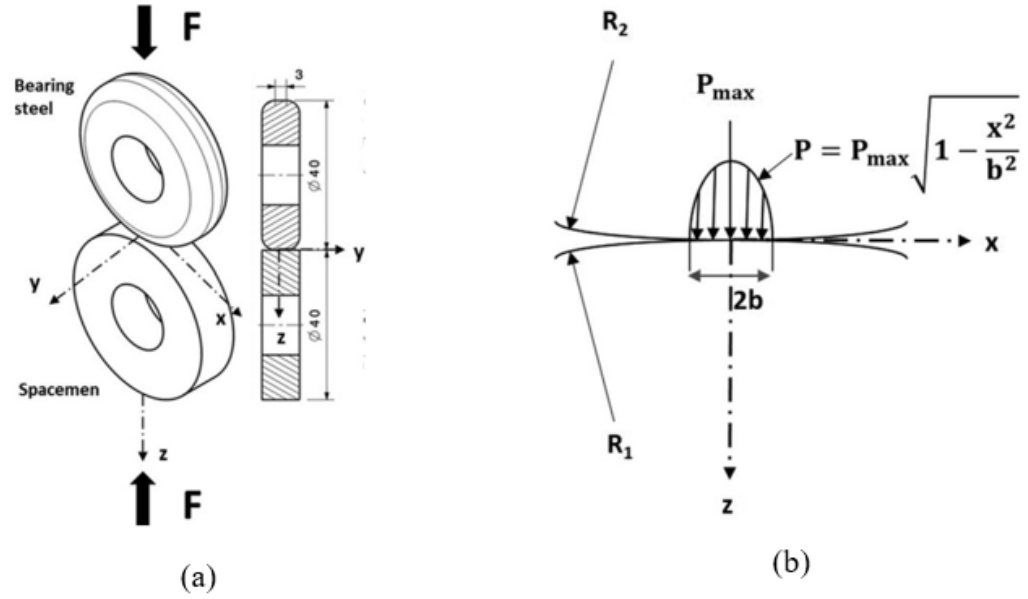 F
Bearing
steel
3
Ø40
y
y
x
z
Ø40
Spacemen
z
F
(a)
R₂
Pmax
P = Pmax √1 − x²/b²
x
2b
R₁
z
(b)